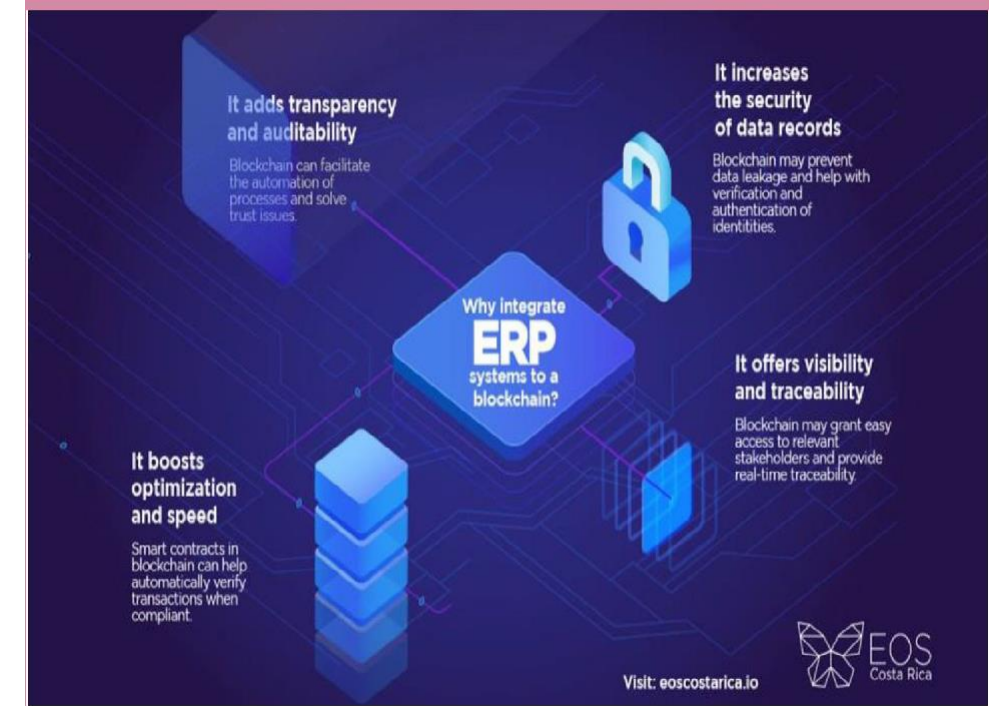 It adds transparency
and auditability
Blockchain can facilitate
the automation of
processes and solve
trust issues.
It increases
the security
of data records
Blockchain may prevent
data leakage and help with
verification and
authentication of
identitities.
Why integrate
ERP
systems to a
blockchain?
It offers visibility
and traceability
Blockchain may grant easy
access to relevant
stakeholders and provide
real-time traceability.
It boosts
optimization
and speed
Smart contracts in
blockchain can help
automatically verify
transactions when
compliant.
Visit: eoscostarica.io
EOS
Costa Rica